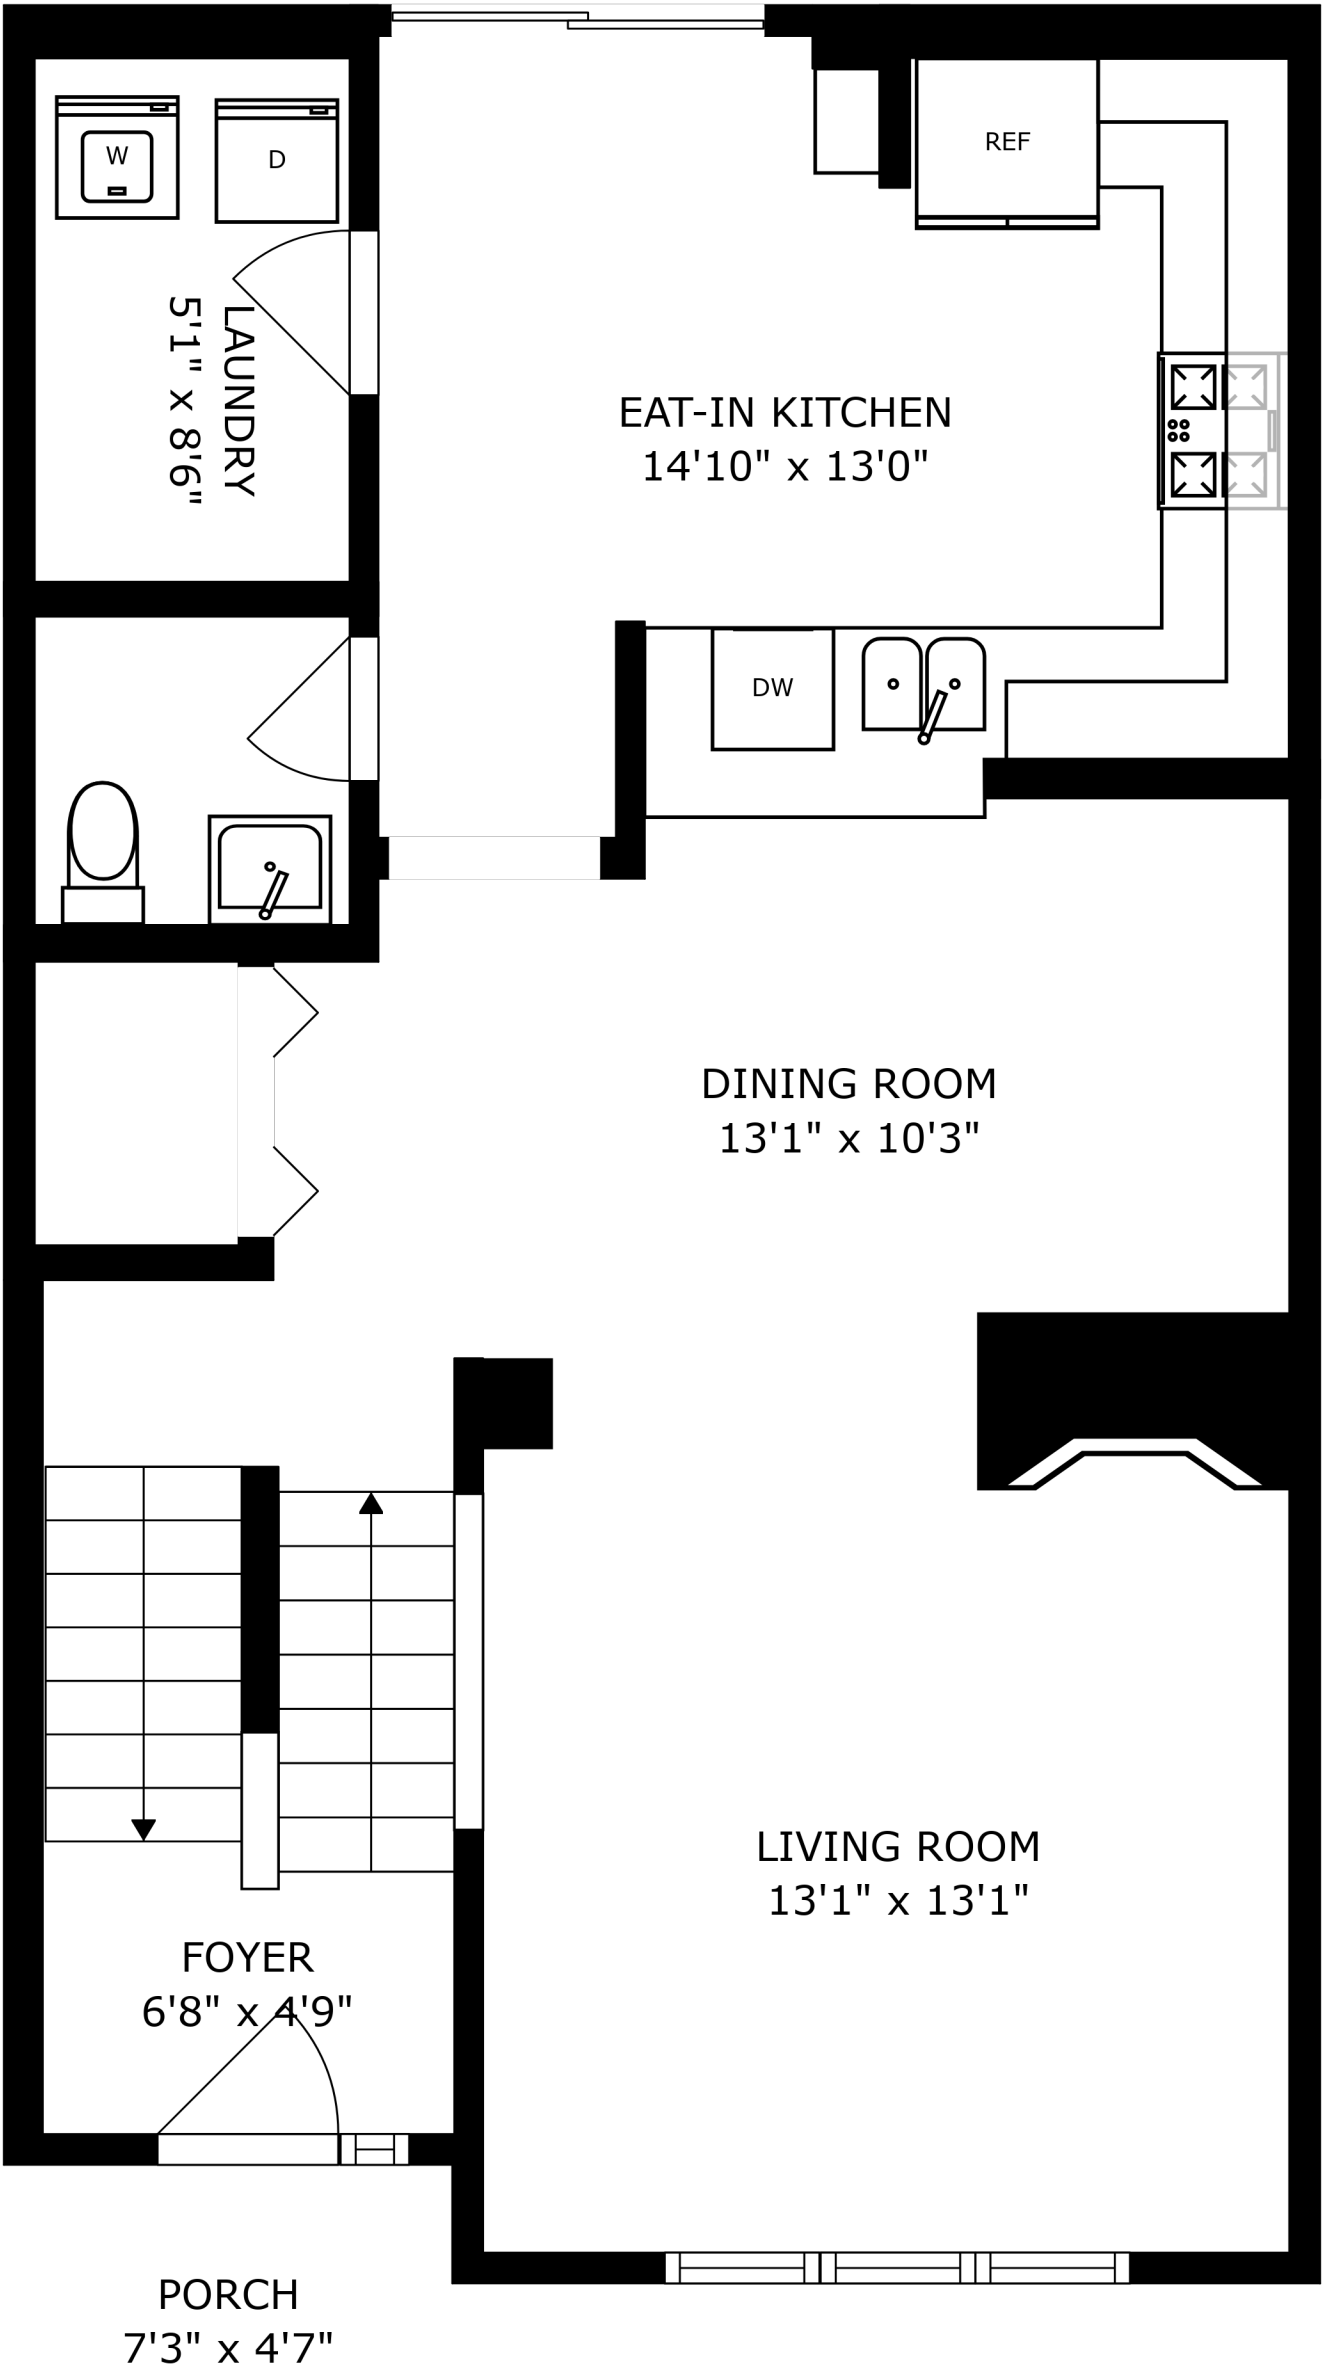 W
D
REF
LAUNDRY
5'1" x 8'6"
EAT-IN KITCHEN
14'10" x 13'0"
DW
DINING ROOM
13'1" x 10'3"
LIVING ROOM
13'1" x 13'1"
FOYER
6'8" x 4'9"
PORCH
7'3" x 4'7"